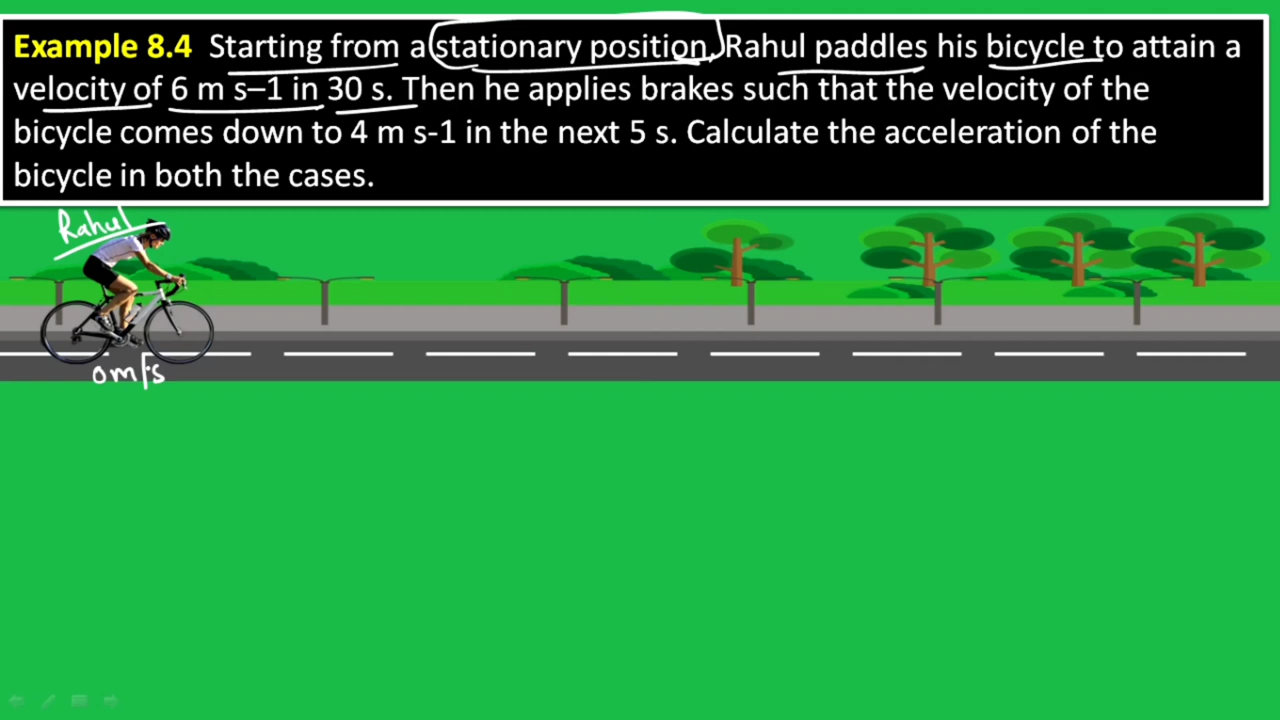 Example 8.4 Starting from a stationary position, Rahul paddles his bicycle to attain a
velocity of 6 m s–1 in 30 s. Then he applies brakes such that the velocity of the
bicycle comes down to 4 m s-1 in the next 5 s. Calculate the acceleration of the
bicycle in both the cases.
Rahul
0m/s